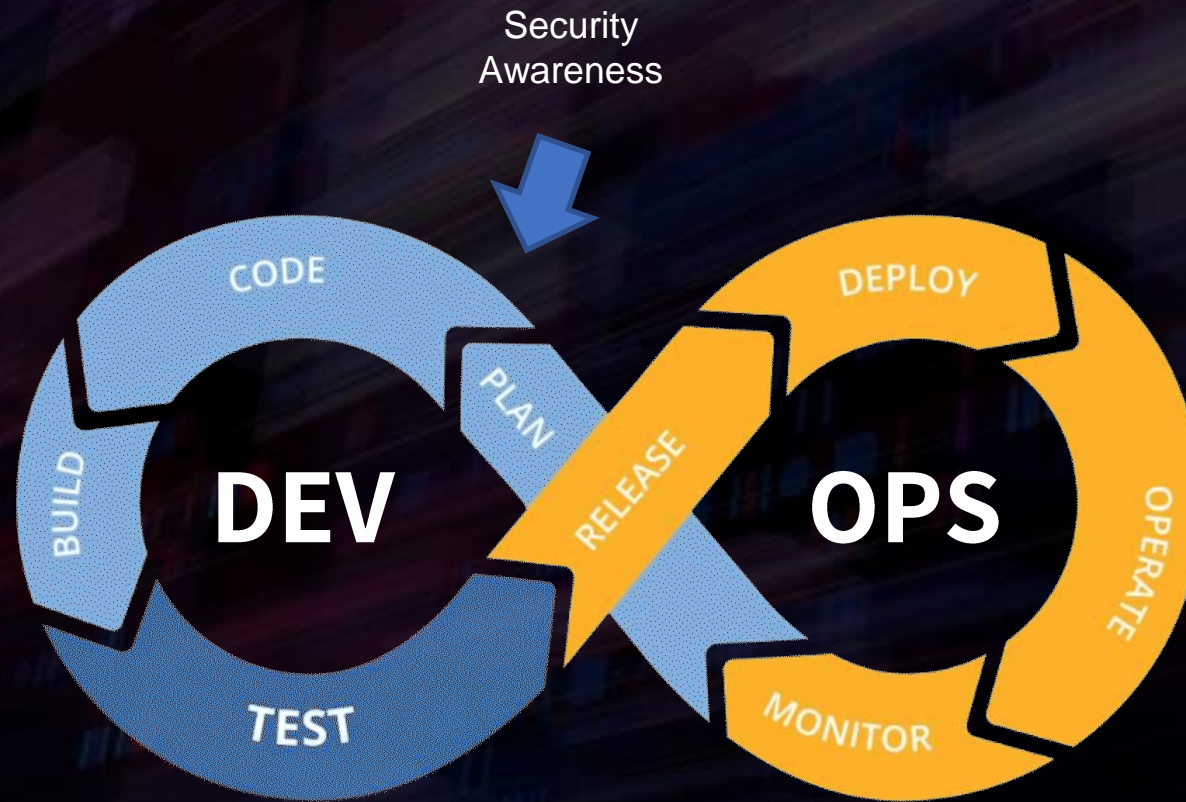 Security
Awareness
CODE
DEPLOY
PLAN
BUILD
DEV
RELEASE
OPS
OPERATE
TEST
MONITOR